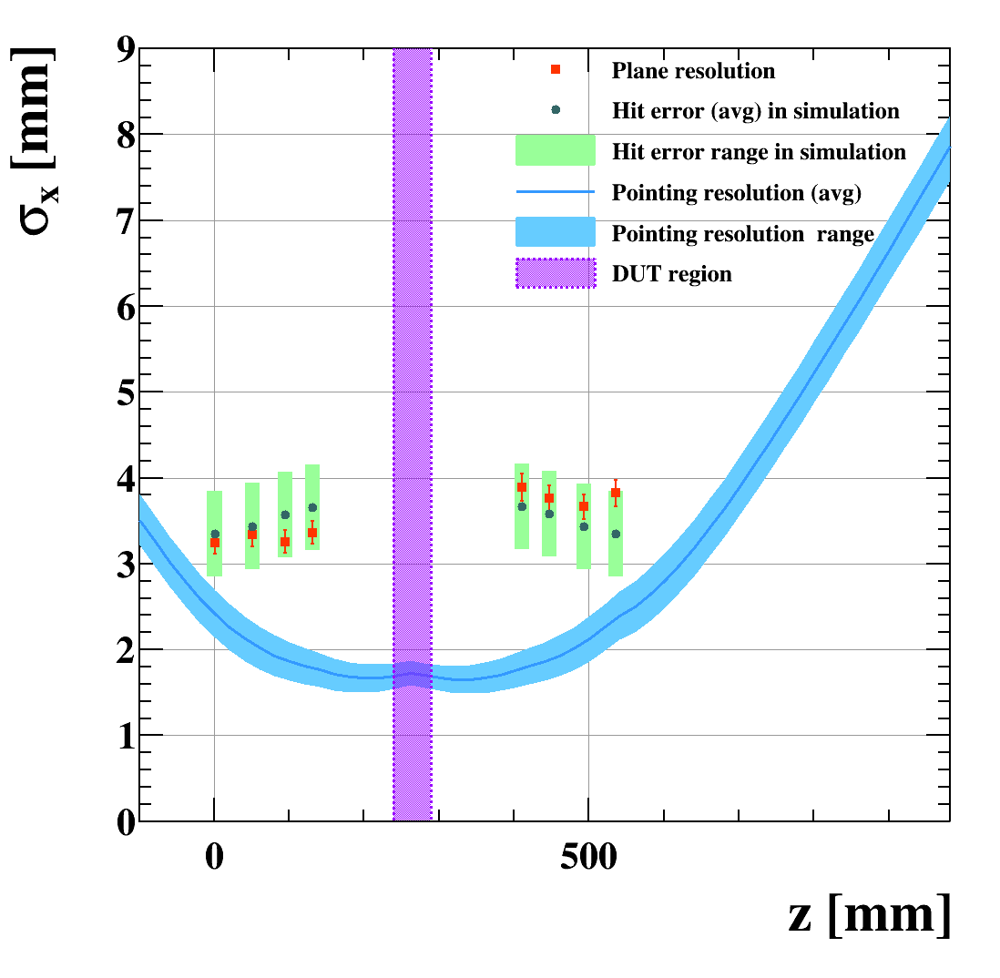 σx [mm]
9
8
7
6
5
4
3
2
1
0
Plane resolution
Hit error (avg) in simulation
Hit error range in simulation
Pointing resolution (avg)
Pointing resolution  range
DUT region
0 500
z [mm]